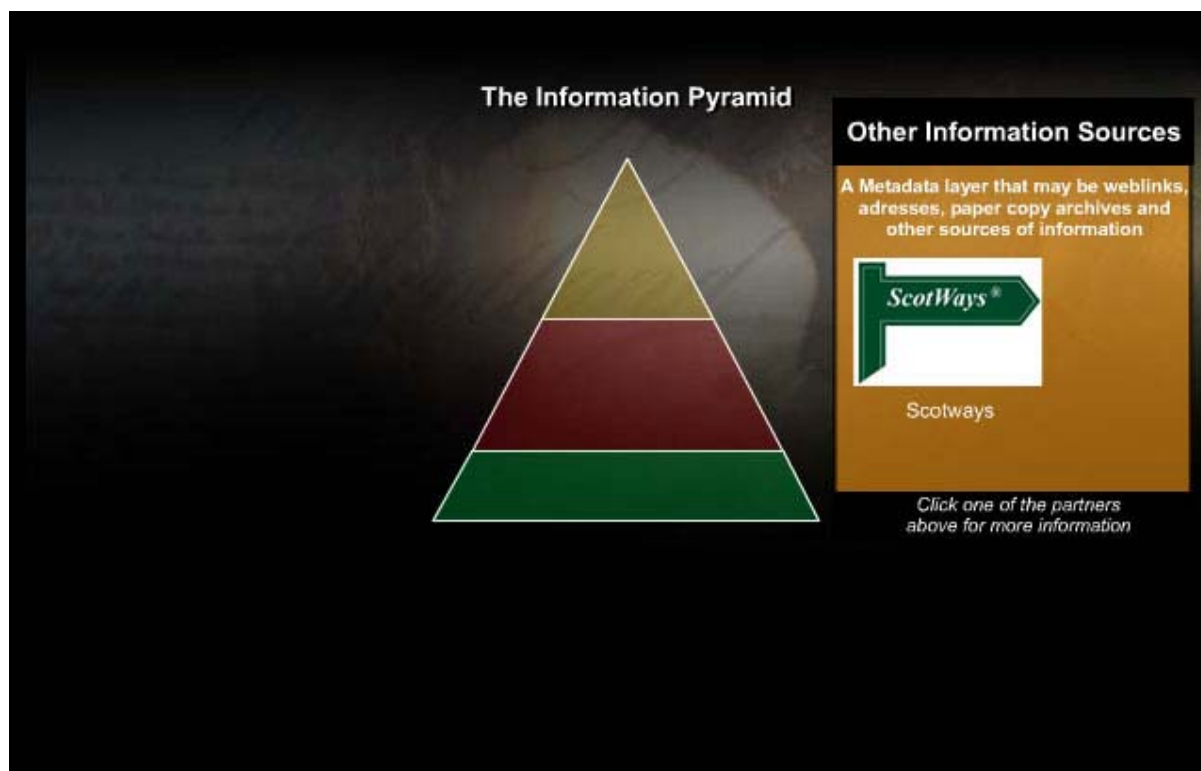 The Information Pyramid
Other Information Sources
A Metadata layer that may be weblinks,
adresses, paper copy archives and
other sources of information
ScotWays ®
Scotways
Click one of the partners
above for more information